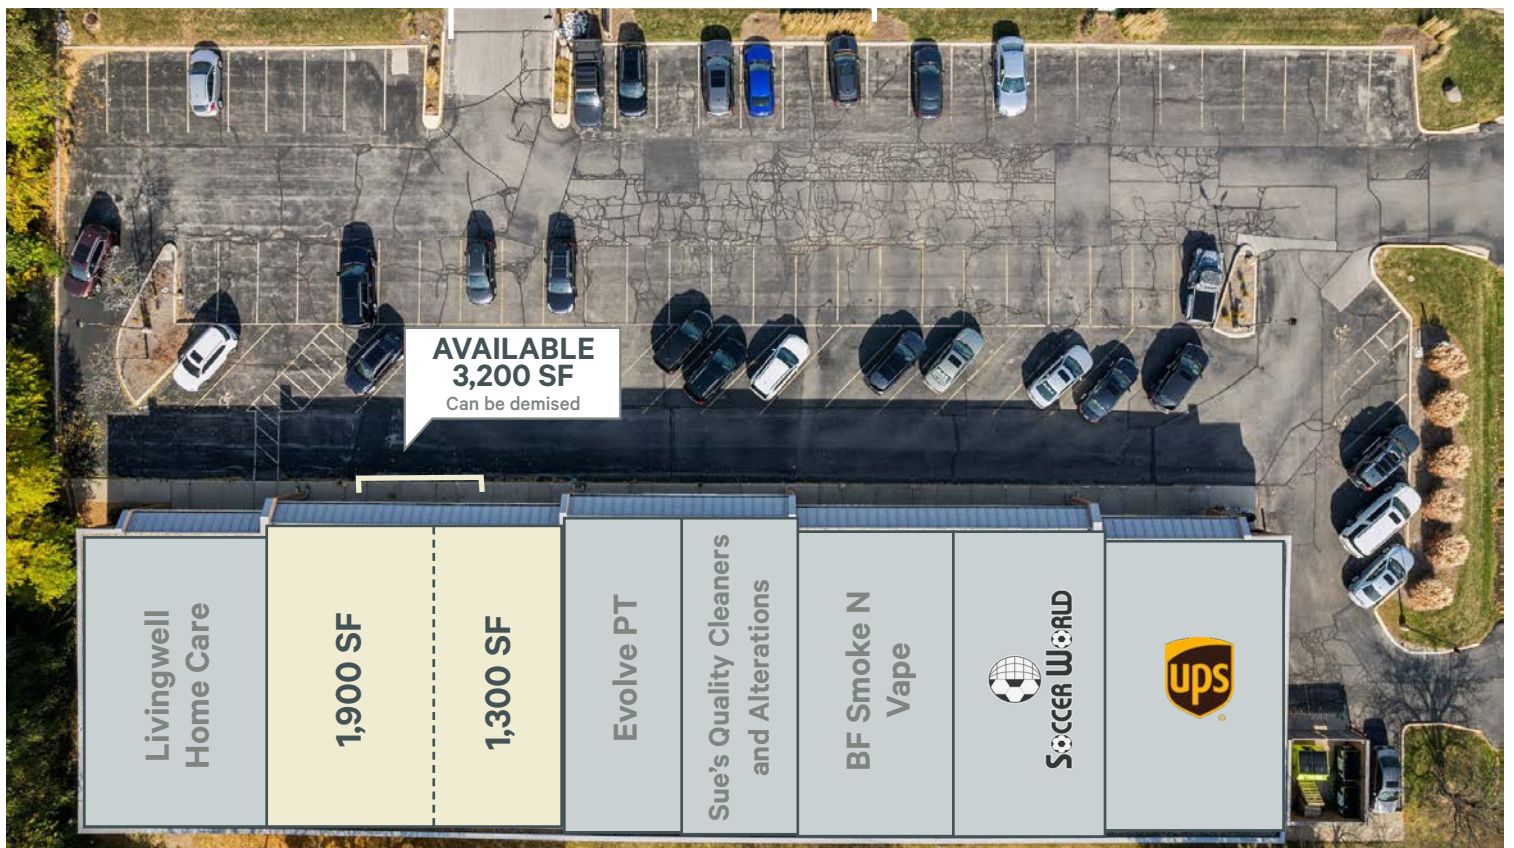 AVAILABLE
3,200 SF
Can be demised
Livingwell
Home Care
1,900 SF
1,300 SF
Evolve PT
Sue's Quality Cleaners
and Alterations
BF Smoke N
Vape
SOCCER WORLD
ups